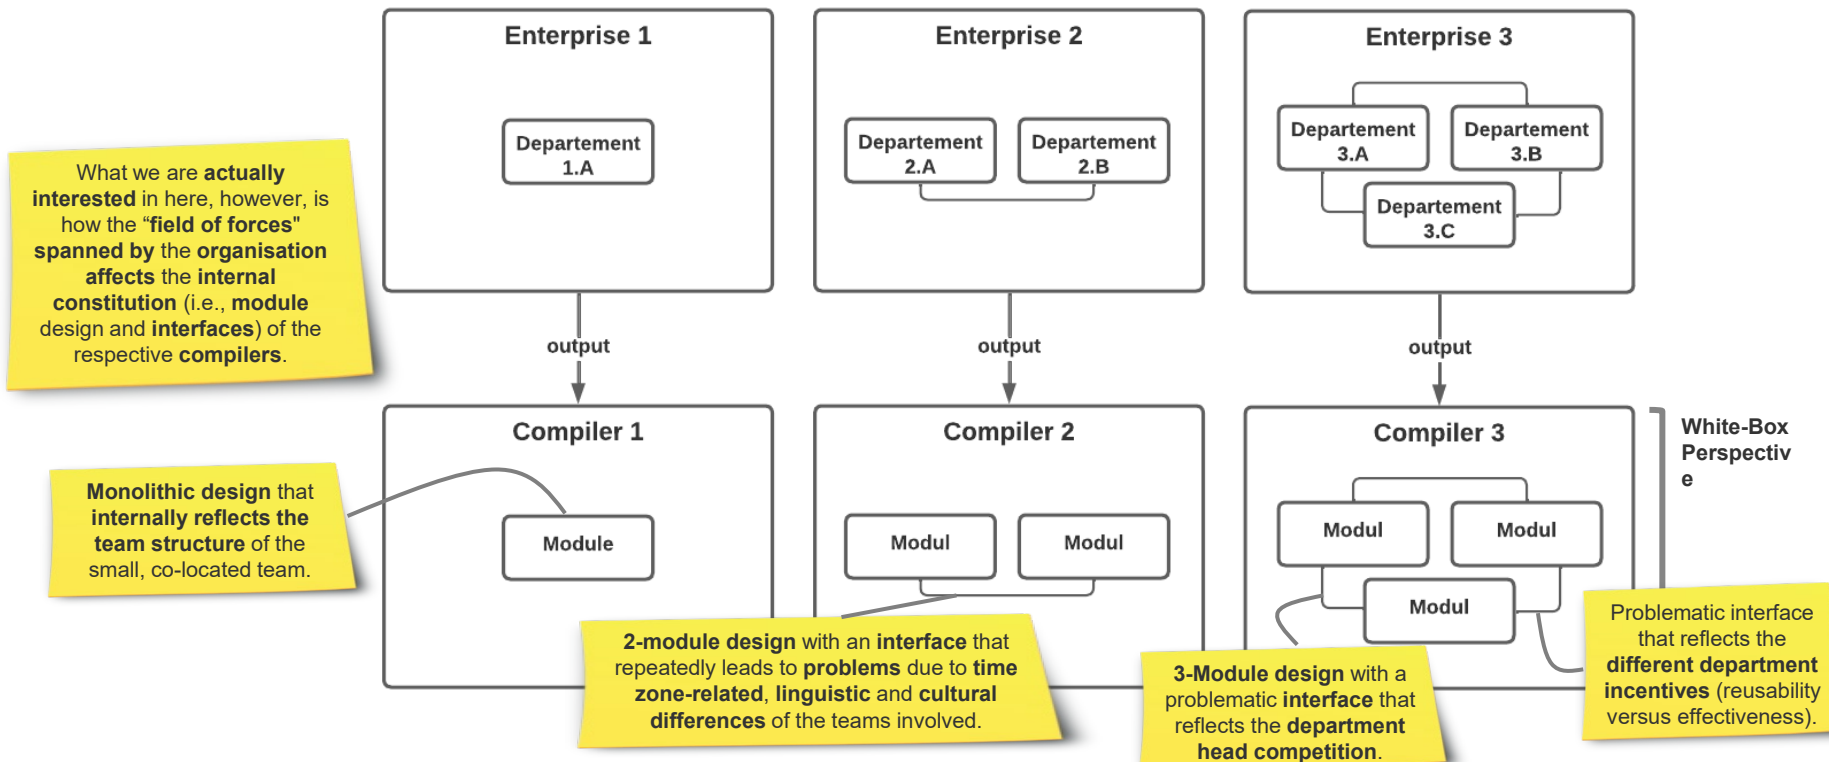 Enterprise 1
Departement
1.A
Enterprise 2
Departement
2.A
Departement
2.B
Enterprise 3
Departement
3.A
Departement
3.B
Departement
3.C
What we are actually
interested in here, however, is
how the “field of forces"
spanned by the organisation
affects the internal
constitution (i.e., module
design and interfaces) of the
respective compilers.
output
output
output
Compiler 1
Module
Compiler 2
Modul
Modul
Compiler 3
Modul
Modul
Modul
White-Box
Perspectiv
e
Monolithic design that
internally reflects the
team structure of the
small, co-located team.
2-module design with an interface that
repeatedly leads to problems due to time
zone-related, linguistic and cultural
differences of the teams involved.
3-Module design with a
problematic interface that
reflects the department
head competition.
Problematic interface
that reflects the
different department
incentives (reusability
versus effectiveness).